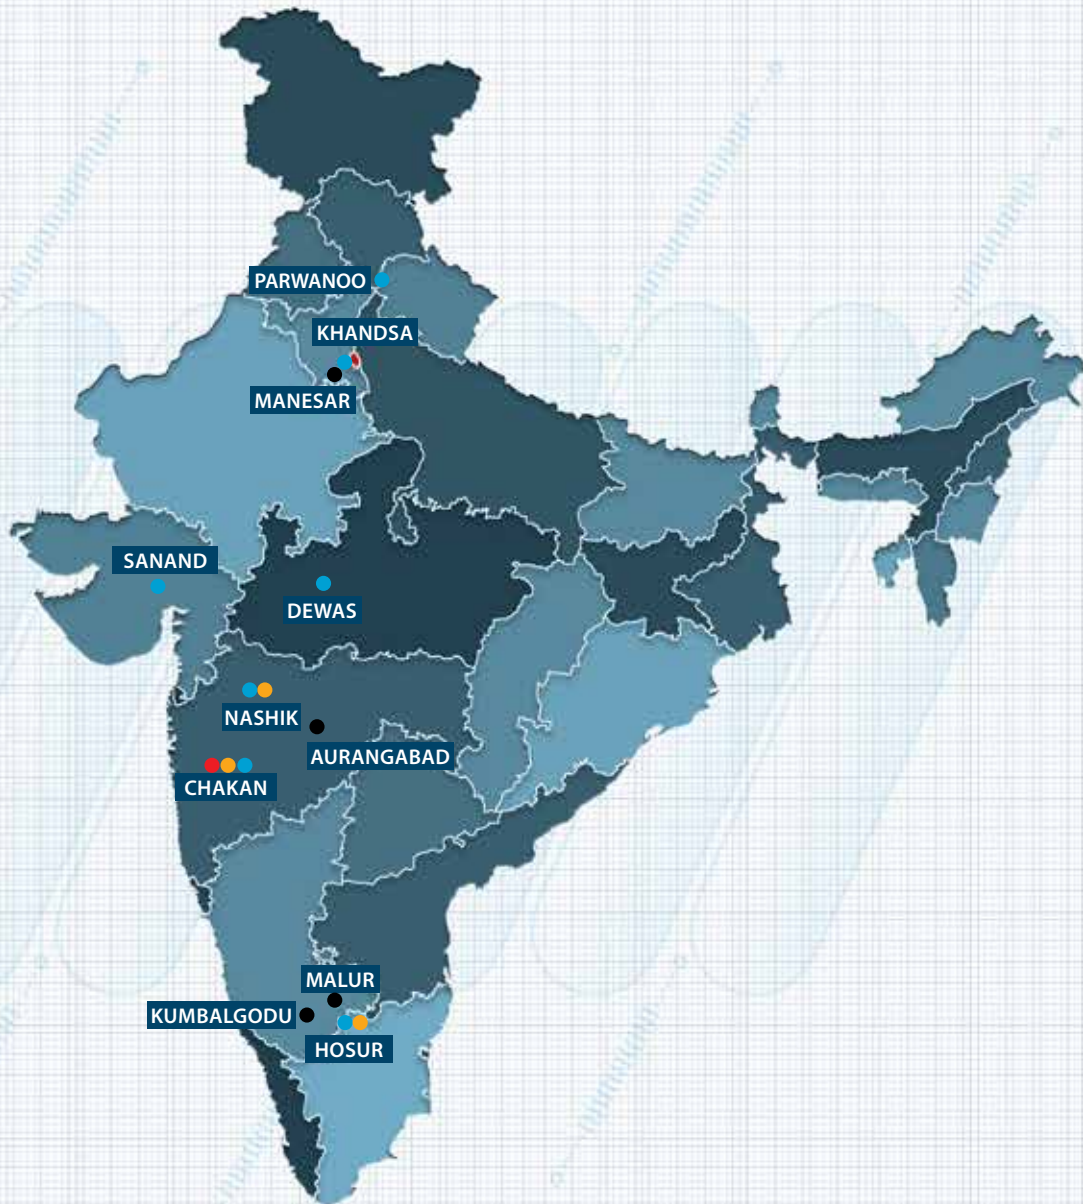 PARWANOO
KHANDSA
MANESAR
SANAND
DEWAS
NASHIK
AURANGABAD
CHAKAN
MALUR
KUMBALGODU
HOSUR